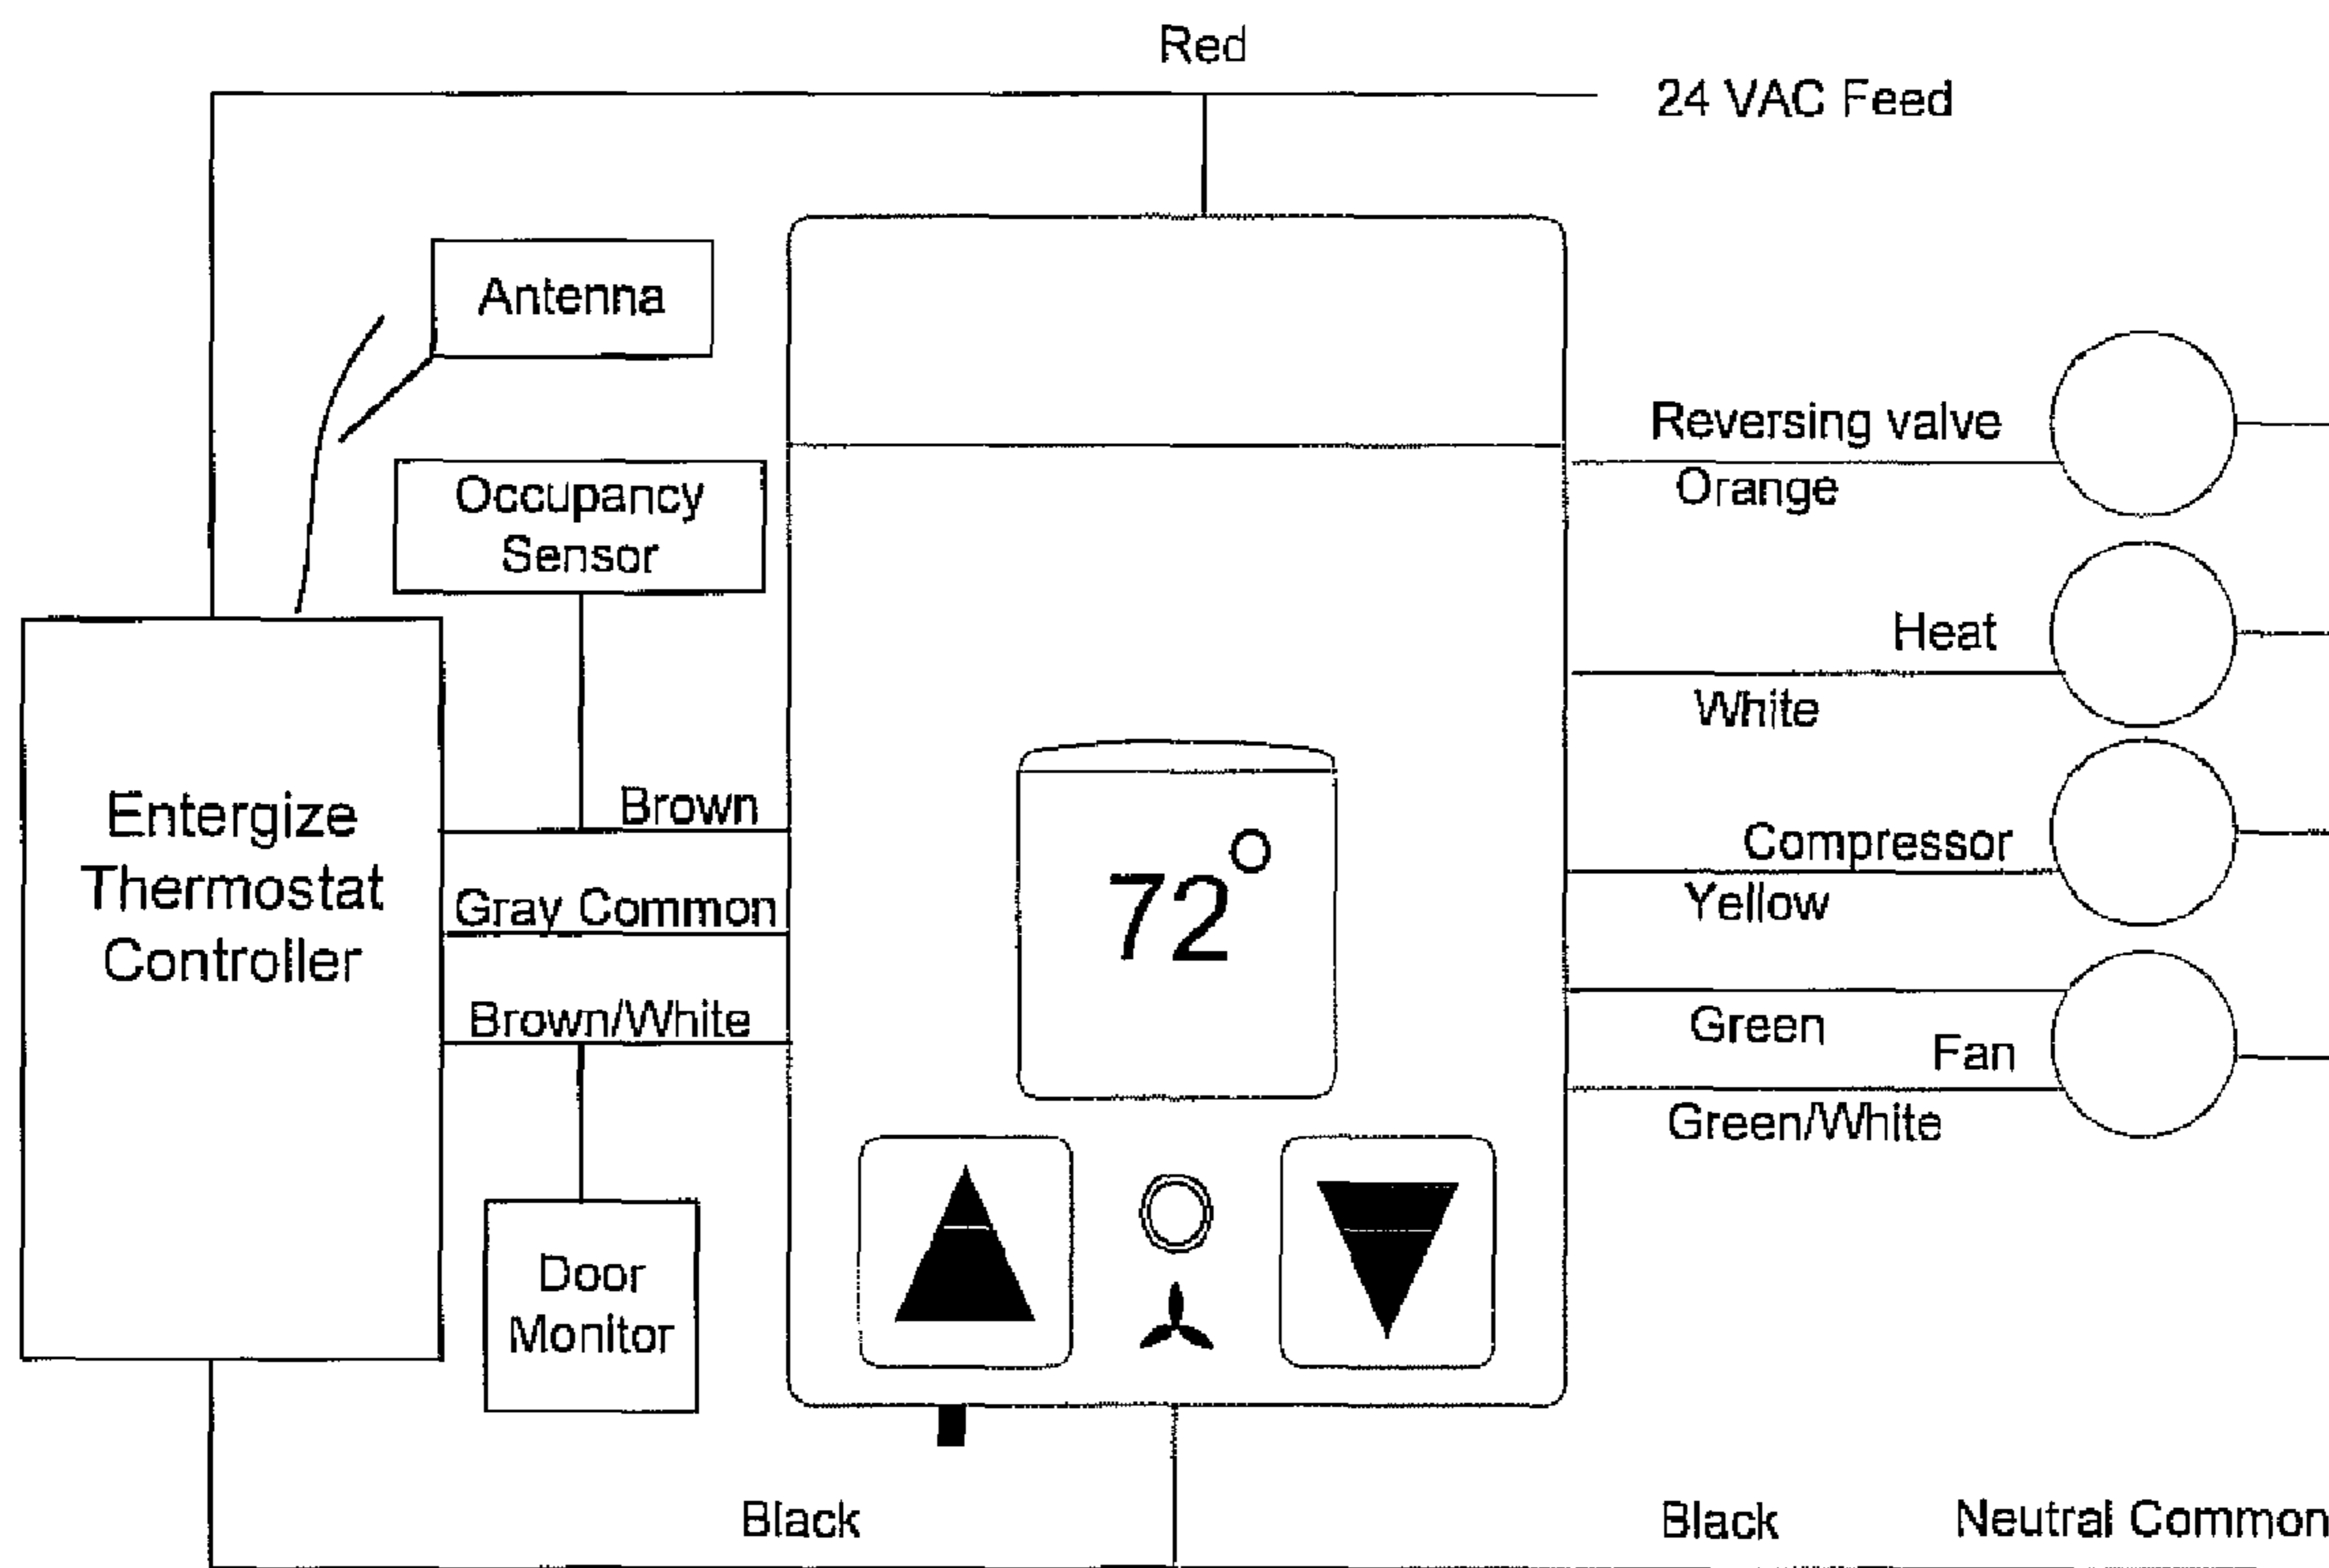 Red
24 VAC Feed
Antenna
Reversing valve
Orange
Occupancy
Sensor
Heat
White
Entergize
Thermostat
Controller
Brown
Gray Common
Brown/White
72°
Compressor
Yellow
Green
Fan
Green/White
Door
Monitor
Black
Black
Neutral Common